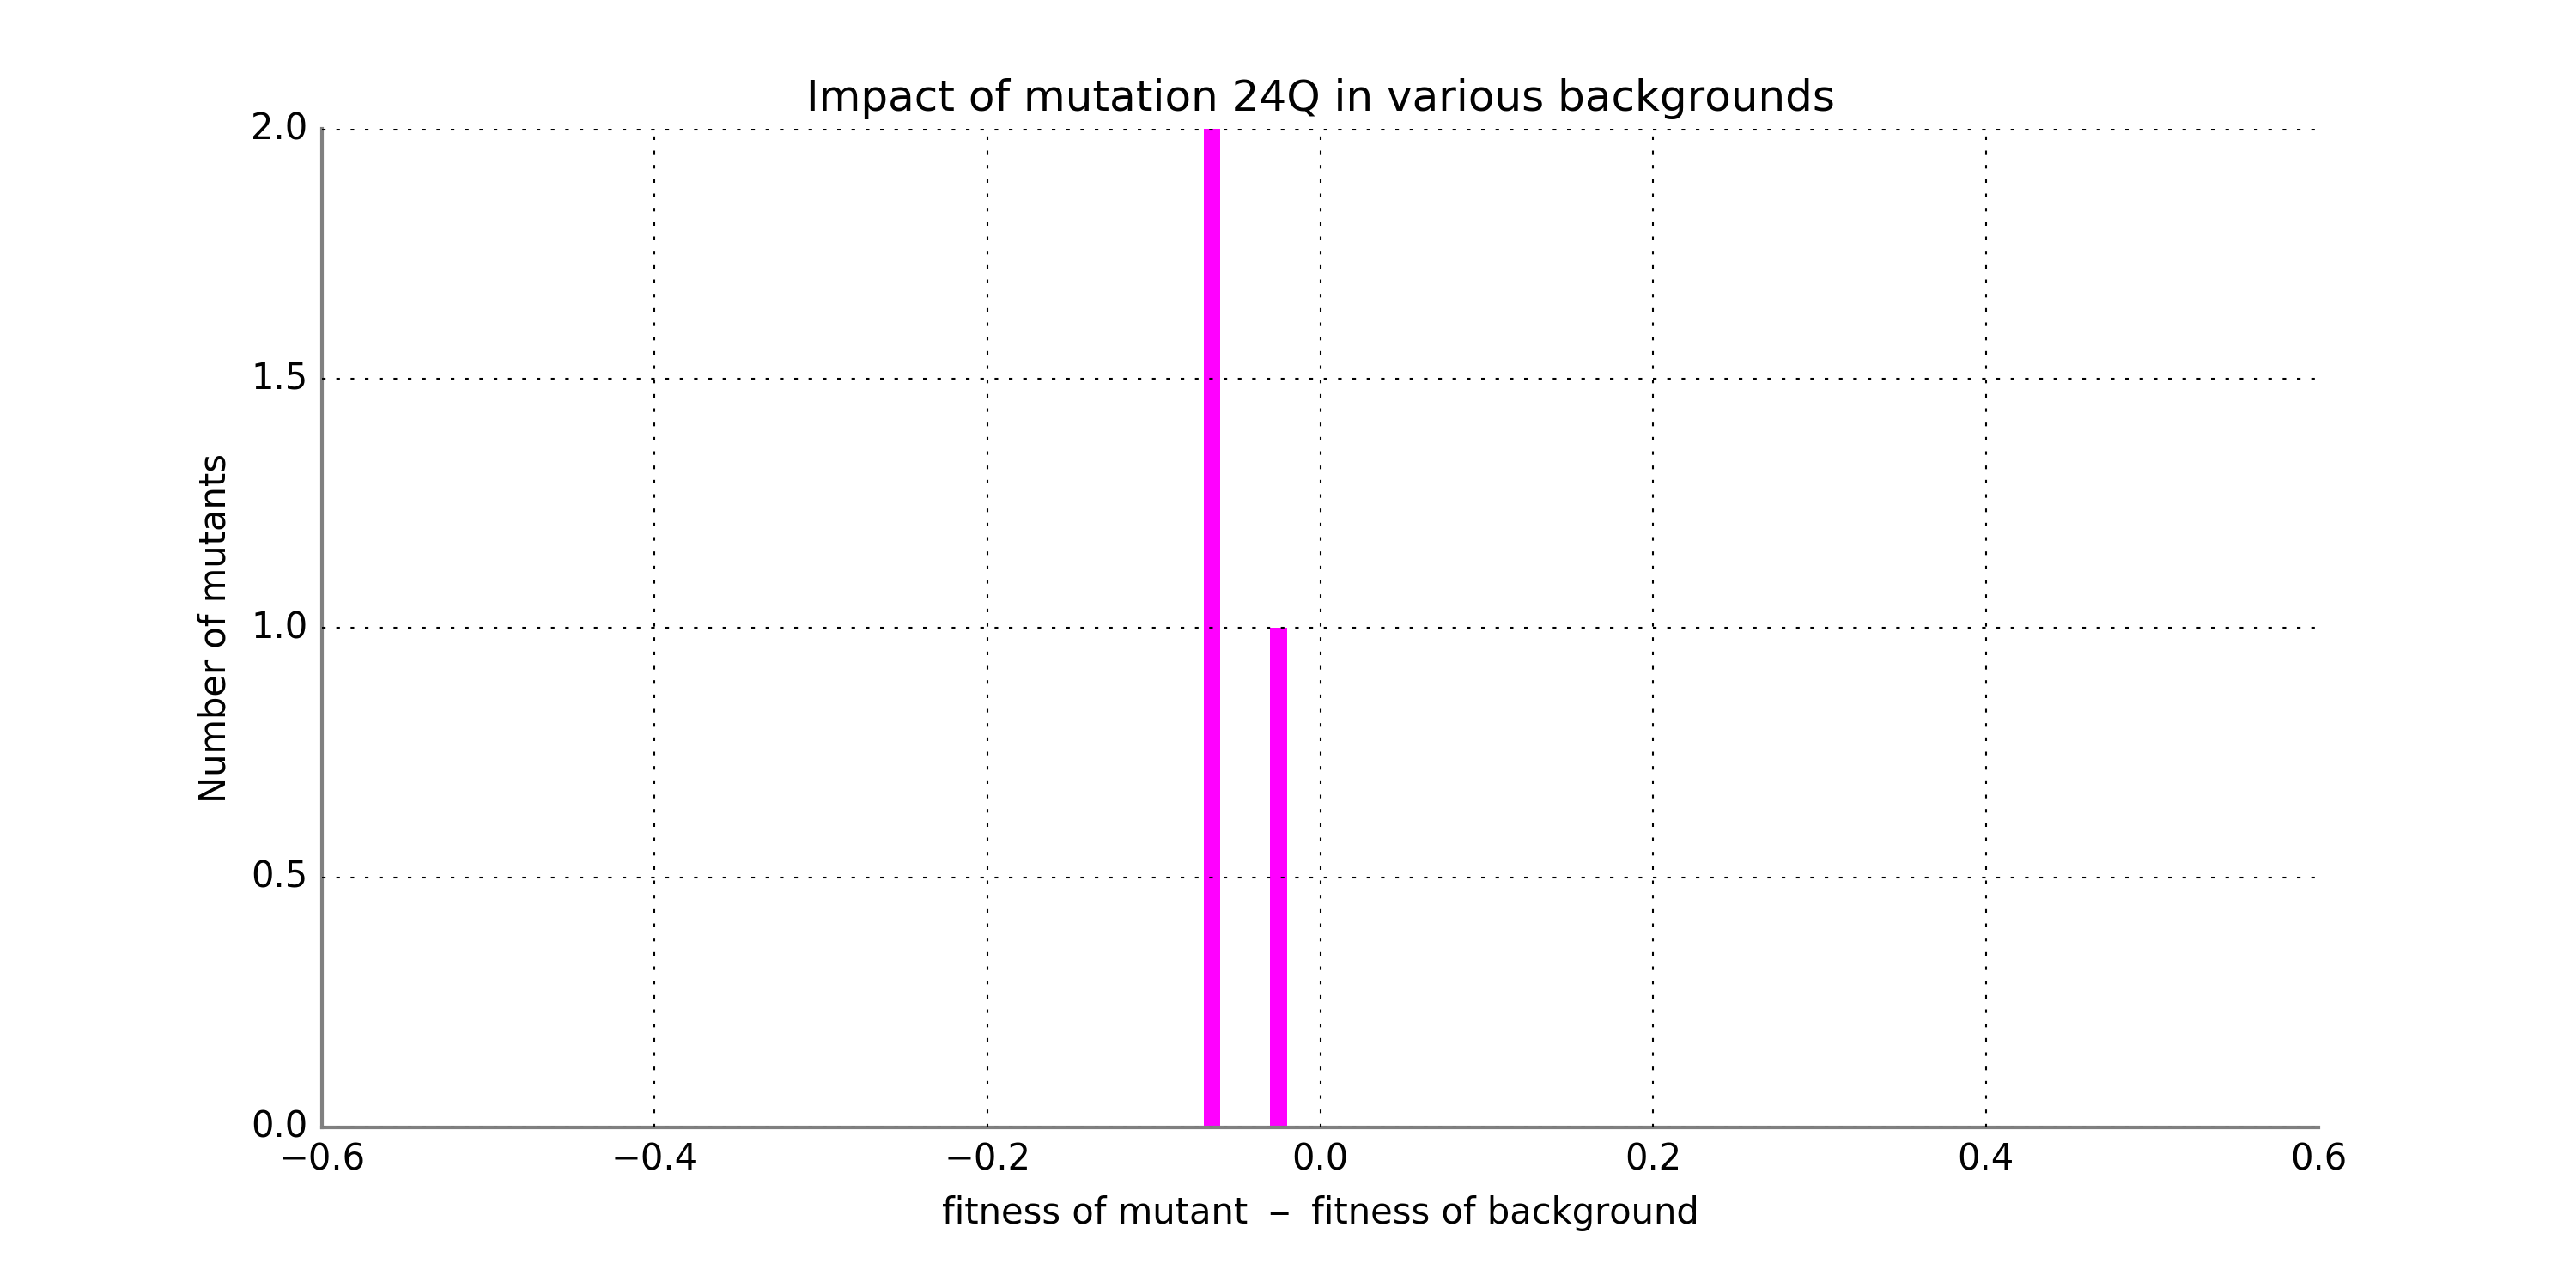 Impact of mutation 24Q in various backgrounds
2.0
1.5
1.0
0.5
0.0
Number of mutants
−0.6 −0.4 −0.2 0.0 0.2 0.4 0.6
fitness of mutant − fitness of background